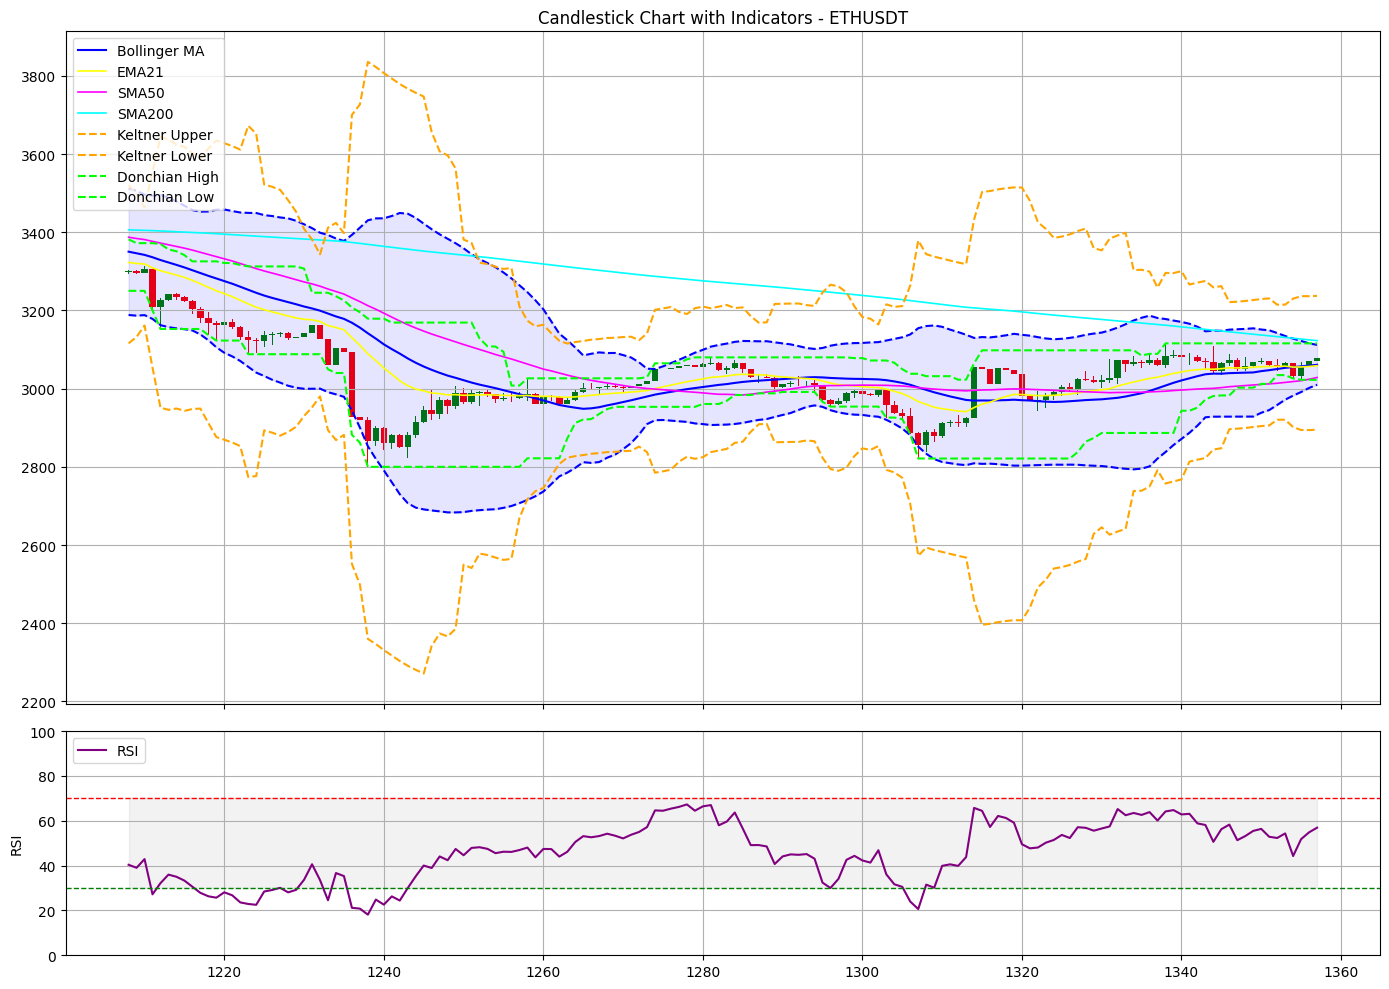 Candlestick Chart with Indicators - ETHUSDT
Bollinger MA
EMA21
SMA50
SMA200
Keltner Upper
Keltner Lower
Donchian High
Donchian Low
3800
3600
3400
3200
3000
2800
2600
2400
2200
RSI
100
80
60
40
20
0
RSI
1220
1240
1260
1280
1300
1320
1340
1360